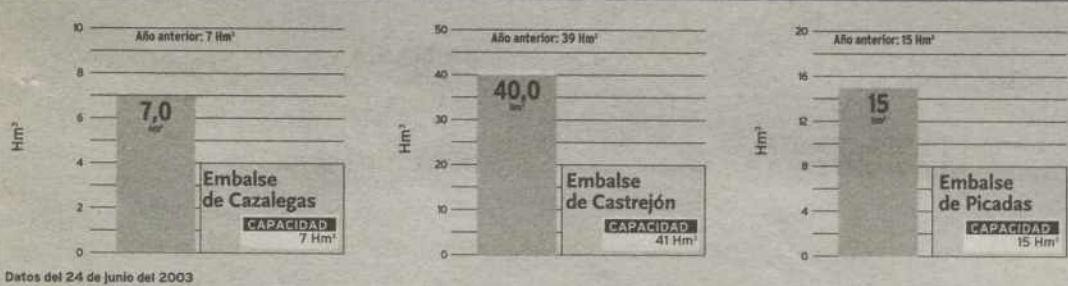 Hm³
10
8
6
4
2
0
Año anterior: 7 Hm³
7,0
Hm³
Embalse
de Cazalegas
CAPACIDAD
7 Hm³
Hm³
50
40
30
20
10
0
Año anterior: 39 Hm³
40,0
Hm³
Embalse
de Castrejón
CAPACIDAD
41 Hm³
Hm³
20
16
12
8
4
0
Año anterior: 15 Hm³
15
Hm³
Embalse
de Picadas
CAPACIDAD
15 Hm³
Datos del 24 de junio del 2003